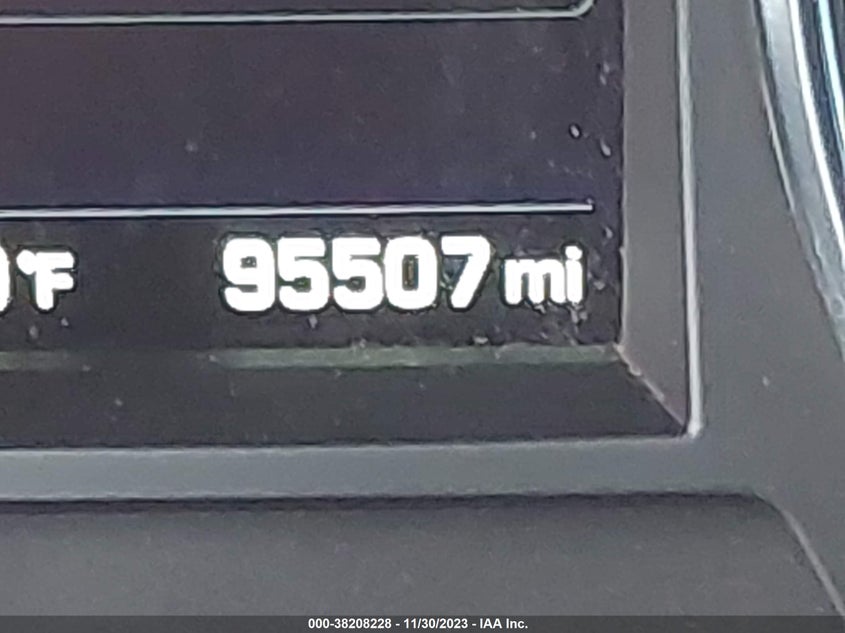 °F 95507 mi
000-38208228 - 11/30/2023 - IAA Inc.